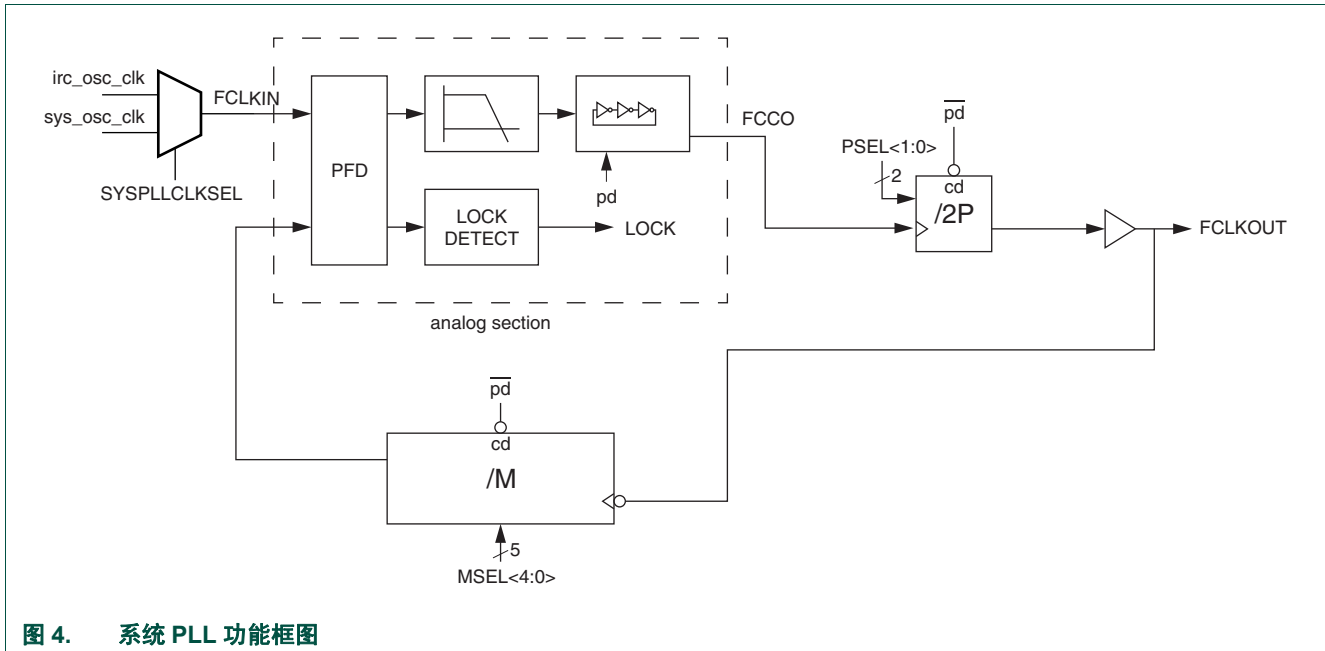 irc_osc_clk
sys_osc_clk
FCLKIN
SYSPLLCLKSEL
PFD
LOCK
DETECT
pd
LOCK
analog section
FCCO
pd
PSEL<1:0>
2
cd
/2P
FCLKOUT
pd
cd
/M
5
MSEL<4:0>
图 4. 系统 PLL 功能框图